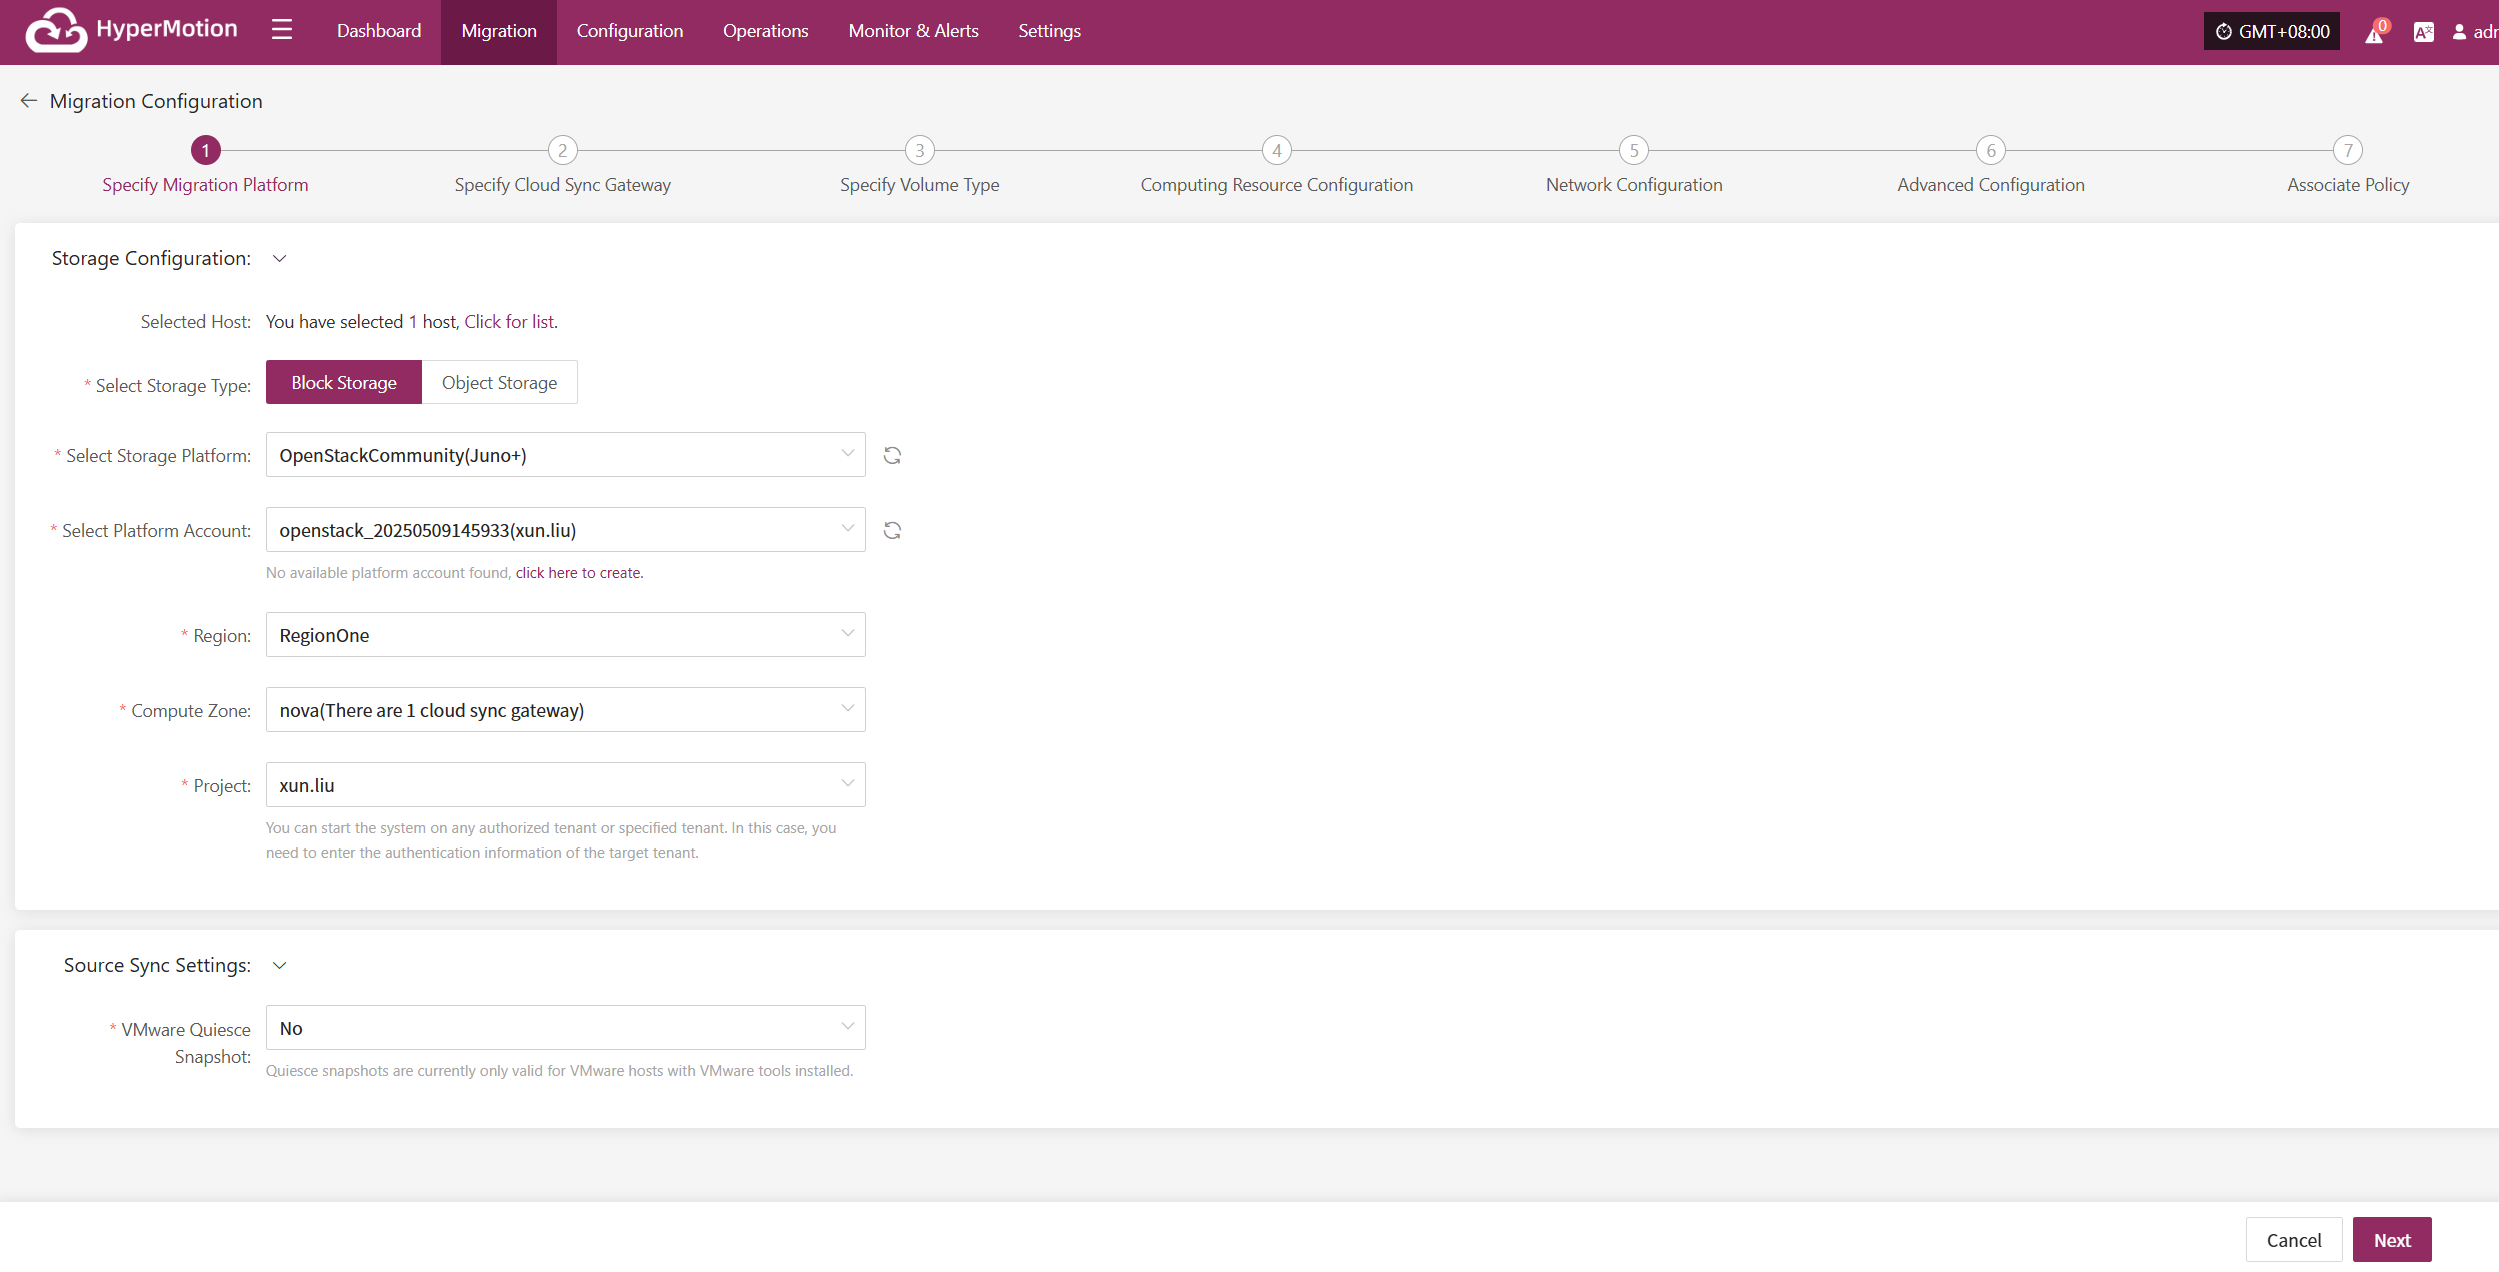 HyperMotion
Dashboard
Migration
Configuration
Operations
Monitor & Alerts
Settings
GMT+08:00
0
adr
Migration Configuration
1
2
3
4
5
6
7
Specify Migration Platform
Specify Cloud Sync Gateway
Specify Volume Type
Computing Resource Configuration
Network Configuration
Advanced Configuration
Associate Policy
Storage Configuration:
Selected Host: You have selected 1 host, Click for list.
* Select Storage Type: Block Storage Object Storage
* Select Storage Platform: OpenStackCommunity(Juno+)
* Select Platform Account: openstack_20250509145933(xun.liu)
No available platform account found, click here to create.
* Region: RegionOne
* Compute Zone: nova(There are 1 cloud sync gateway)
* Project: xun.liu
You can start the system on any authorized tenant or specified tenant. In this case, you
need to enter the authentication information of the target tenant.
Source Sync Settings:
* VMware Quiesce
Snapshot:
No
Quiesce snapshots are currently only valid for VMware hosts with VMware tools installed.
Cancel
Next